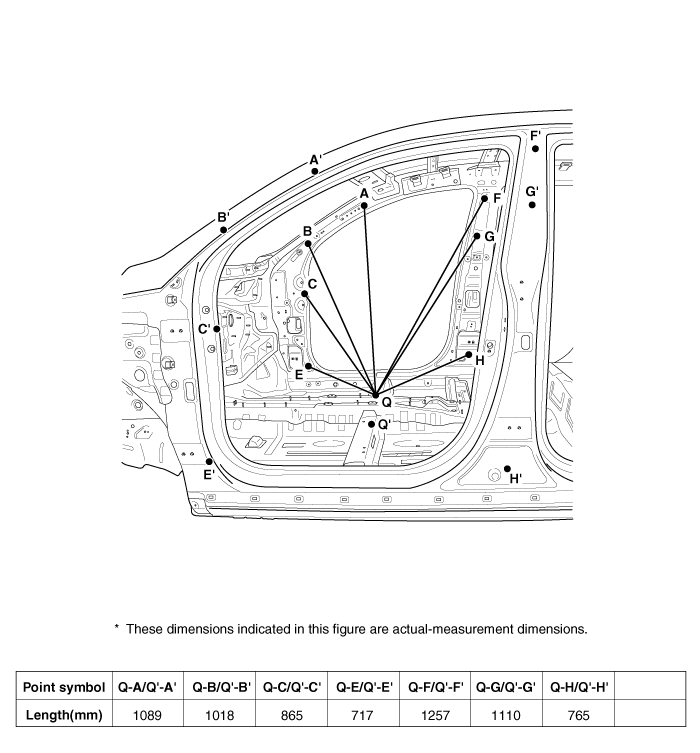 F'
A'
G'
A
F
B'
B
G
C
C'
H
E
Q
Q'
E'
H'
* These dimensions indicated in this figure are actual-measurement dimensions.
Point symbol Q-A/Q'-A' Q-B/Q'-B' Q-C/Q'-C' Q-E/Q'-E' Q-F/Q'-F' Q-G/Q'-G' Q-H/Q'-H'
Length(mm) 1089 1018 865 717 1257 1110 765